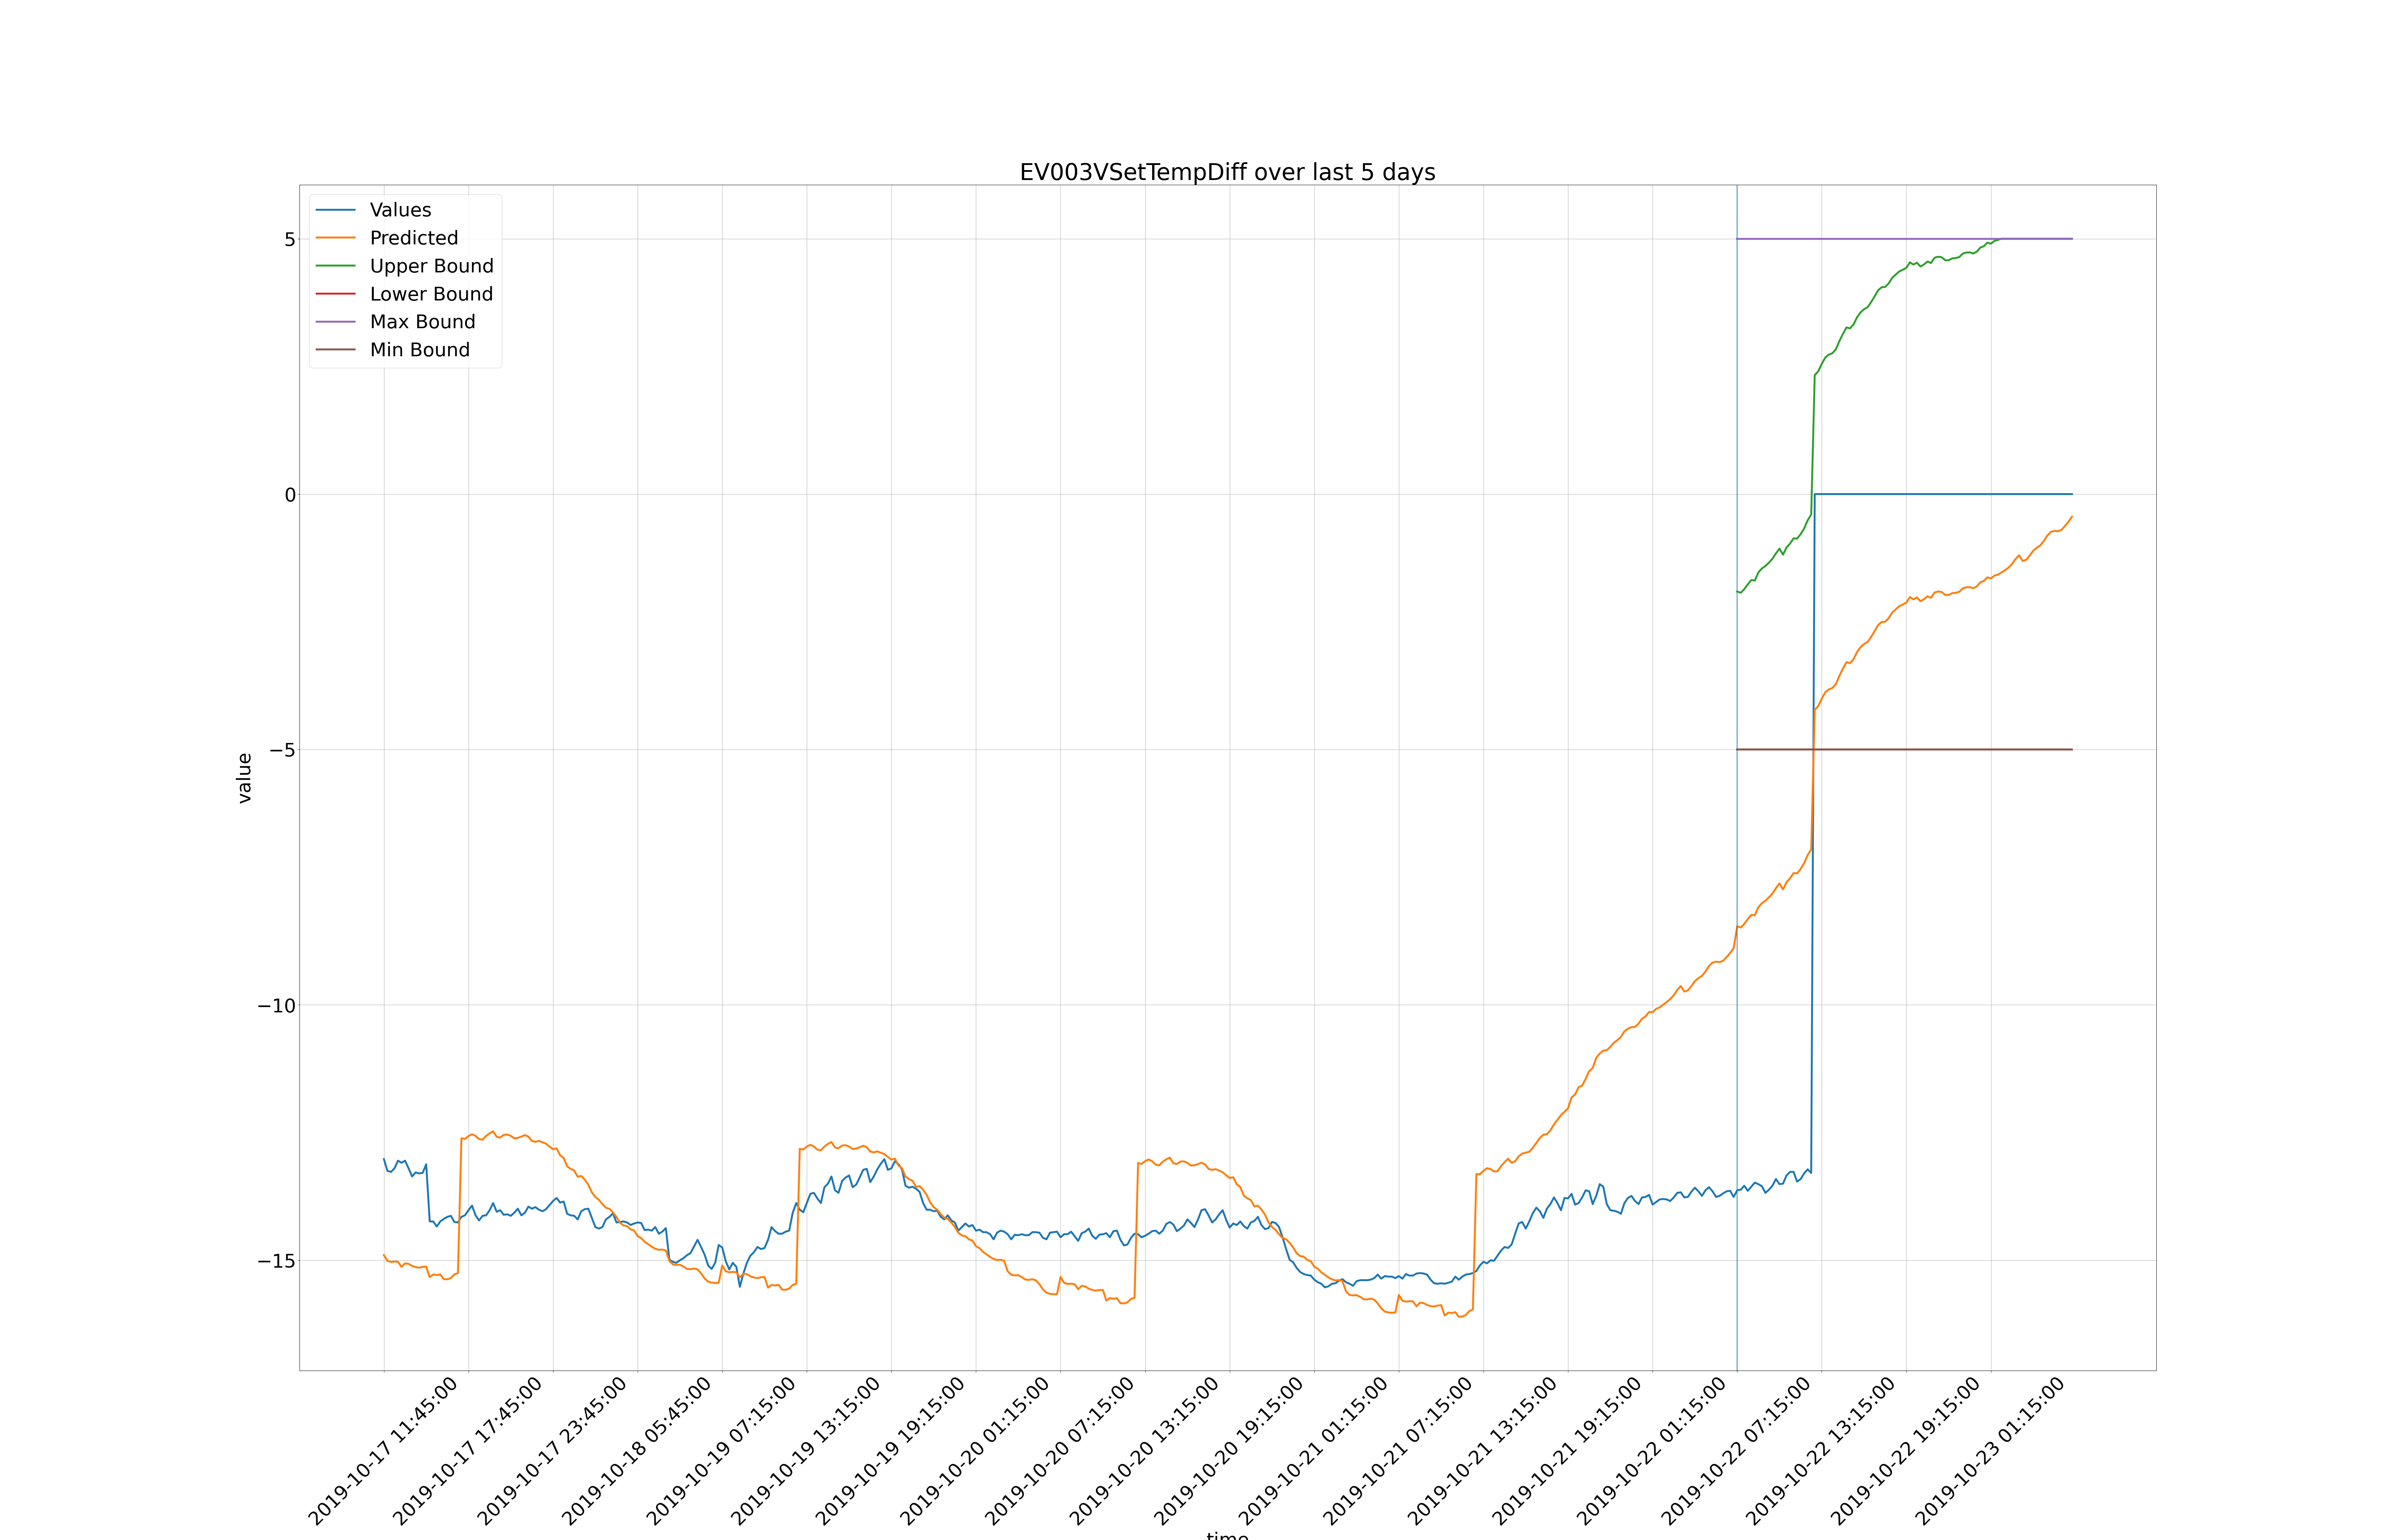 EV003VSetTempDiff over last 5 days
Values
Predicted
Upper Bound
Lower Bound
Max Bound
Min Bound
5
0
−5
−10
−15
value
2019-10-17 11:45:00
2019-10-17 17:45:00
2019-10-17 23:45:00
2019-10-18 05:45:00
2019-10-19 07:15:00
2019-10-19 13:15:00
2019-10-19 19:15:00
2019-10-20 01:15:00
2019-10-20 07:15:00
2019-10-20 13:15:00
2019-10-20 19:15:00
2019-10-21 01:15:00
2019-10-21 07:15:00
2019-10-21 13:15:00
2019-10-21 19:15:00
2019-10-22 01:15:00
2019-10-22 07:15:00
2019-10-22 13:15:00
2019-10-22 19:15:00
2019-10-23 01:15:00
time